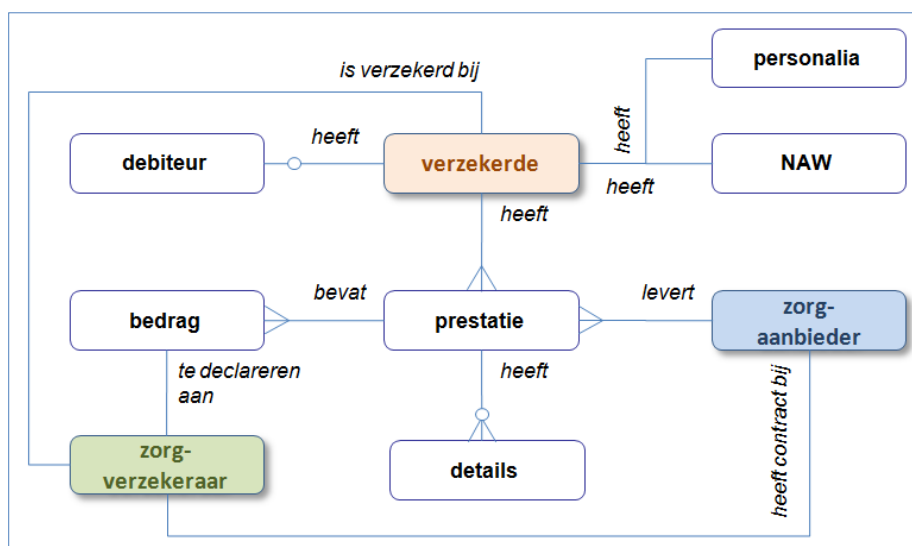 personalia
is verzekerd bij
heeft
debiteur
heeft
verzekerde
NAW
heeft
heeft
bevat
levert
bedrag
prestatie
zorg-
aanbieder
te declareren
aan
heeft
heeft contract bij
zorg-
verzekeraar
details